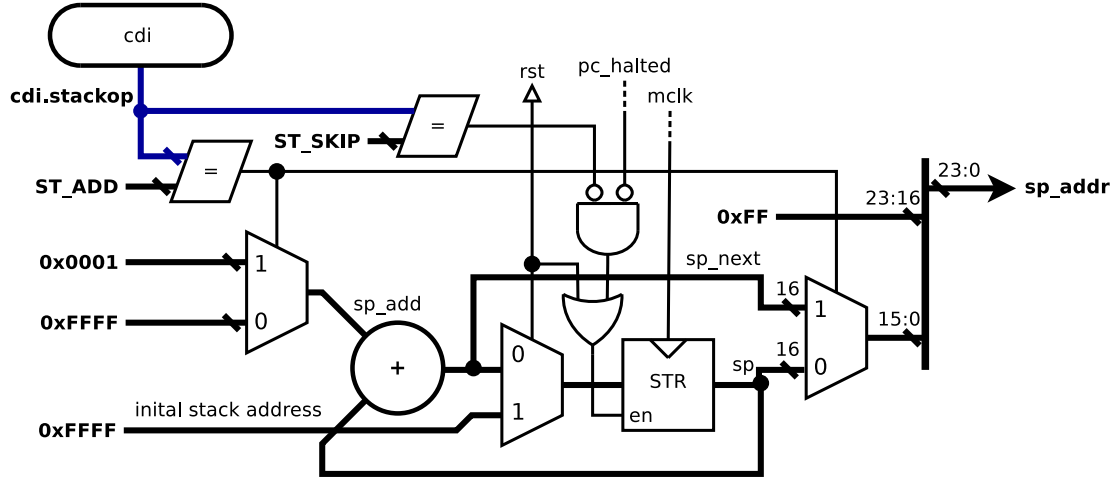 cdi
rst
pc_halted
mclk
cdi.stackop
=
ST_SKIP
=
ST_ADD
23:0
sp_addr
23:16
0xFF
0x0001
1
sp_next
16
1
0xFFFF
0
sp_add
15:0
+
0
16
sp
0
STR
inital stack address
1
en
0xFFFF